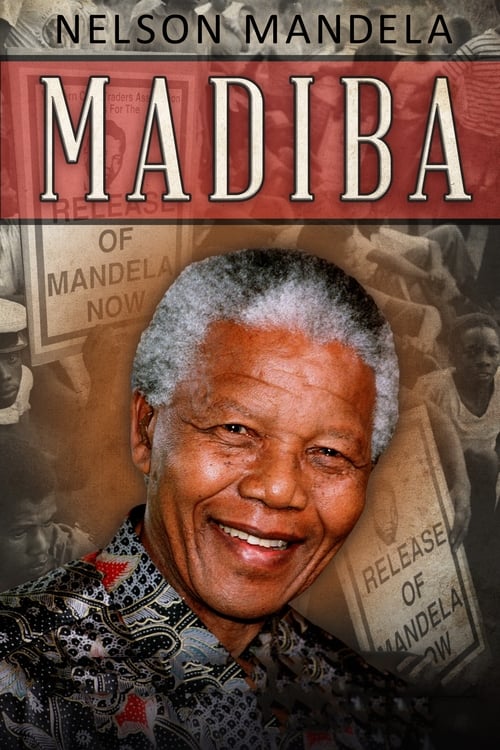 NELSON MANDELA
MADIBA
RELEASE
OF
MANDELA
NOW
RELEASE
OF
MANDELA
NOW